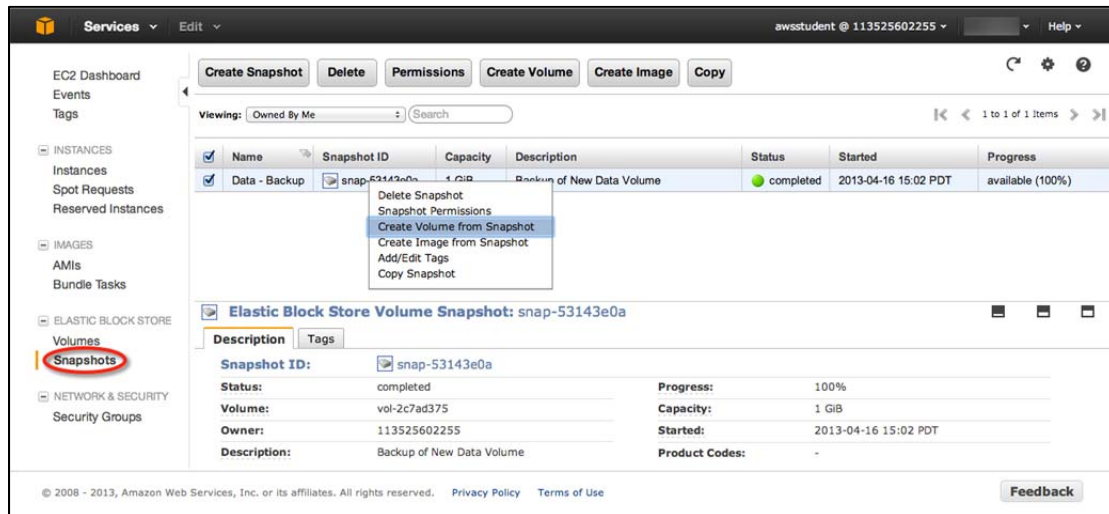 Services Edit awsstudent @ 113525602255 Help
EC2 Dashboard
Events
Tags
INSTANCES
Instances
Spot Requests
Reserved Instances
IMAGES
AMIs
Bundle Tasks
ELASTIC BLOCK STORE
Volumes
Snapshots
NETWORK & SECURITY
Security Groups
Create Snapshot Delete Permissions Create Volume Create Image Copy
Viewing: Owned By Me Search 1 to 1 of 1 Items
Name Snapshot ID Capacity Description Status Started Progress
Data - Backup snap-53143e0a 1 GiB Backup of New Data Volume completed 2013-04-16 15:02 PDT available (100%)
Delete Snapshot
Snapshot Permissions
Create Volume from Snapshot
Create Image from Snapshot
Add/Edit Tags
Copy Snapshot
Elastic Block Store Volume Snapshot: snap-53143e0a
Description Tags
Snapshot ID: snap-53143e0a
Status: completed Progress: 100%
Volume: vol-2c7ad375 Capacity: 1 GiB
Owner: 113525602255 Started: 2013-04-16 15:02 PDT
Description: Backup of New Data Volume Product Codes: -
© 2008 - 2013, Amazon Web Services, Inc. or its affiliates. All rights reserved. Privacy Policy Terms of Use Feedback